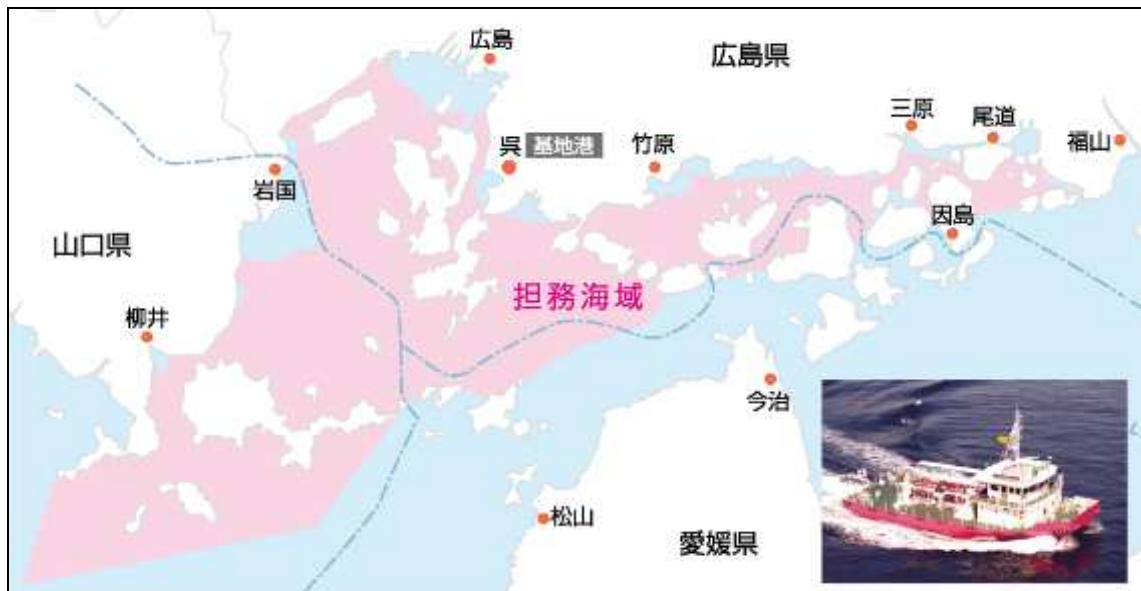 広島
広島県
三原
尾道
福山
呉 基地港
竹原
岩国
因島
山口県
担務海域
柳井
今治
松山
愛媛県